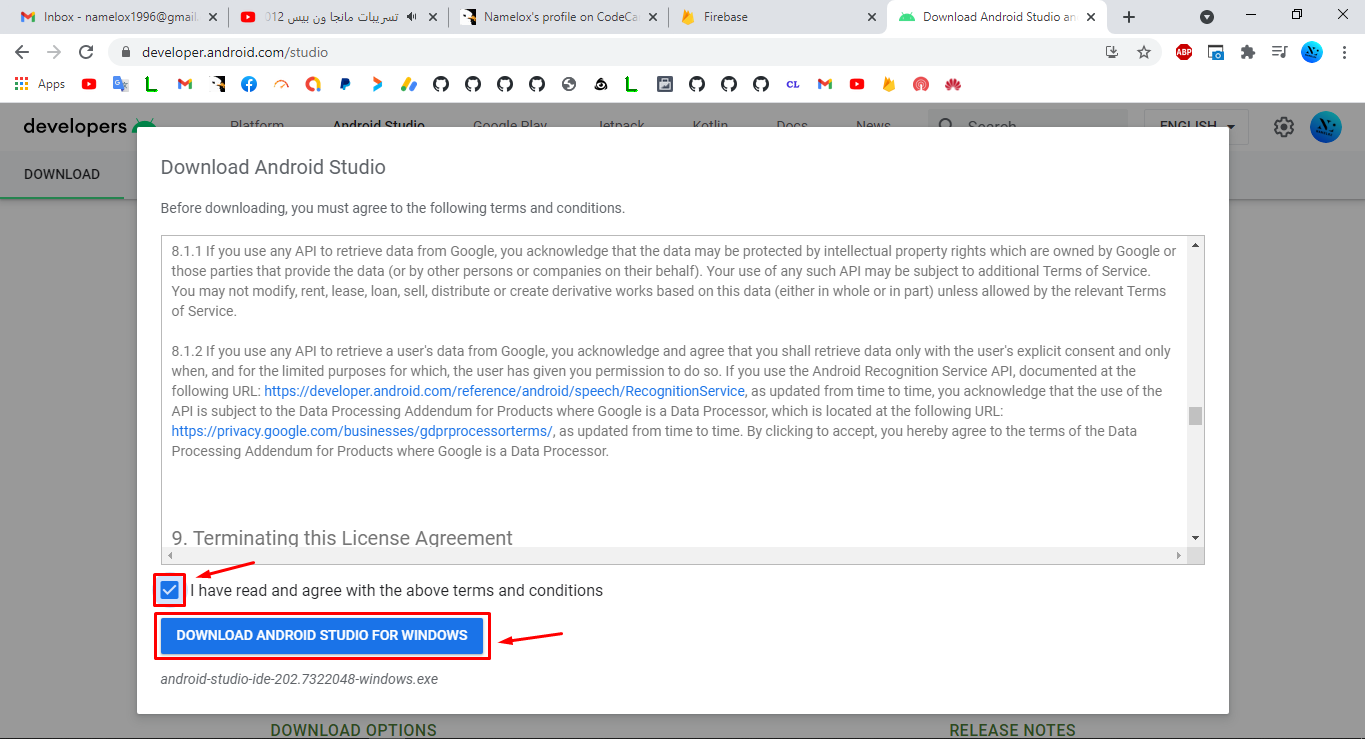 Inbox - namelox1996@gmail.
تسريبات مانجا ون بيس 012
Namelox's profile on CodeCa
Firebase
Download Android Studio an
developer.android.com/studio
ABP
Apps
CL
developers
Platform
Android Studio
Google Play
Jetpack
Kotlin
Docs
News
Search
ENGLISH
DOWNLOAD
Download Android Studio
Before downloading, you must agree to the following terms and conditions.
8.1.1 If you use any API to retrieve data from Google, you acknowledge that the data may be protected by intellectual property rights which are owned by Google or
those parties that provide the data (or by other persons or companies on their behalf). Your use of any such API may be subject to additional Terms of Service.
You may not modify, rent, lease, loan, sell, distribute or create derivative works based on this data (either in whole or in part) unless allowed by the relevant Terms
of Service.
8.1.2 If you use any API to retrieve a user's data from Google, you acknowledge and agree that you shall retrieve data only with the user's explicit consent and only
when, and for the limited purposes for which, the user has given you permission to do so. If you use the Android Recognition Service API, documented at the
following URL: https://developer.android.com/reference/android/speech/RecognitionService, as updated from time to time, you acknowledge that the use of the
API is subject to the Data Processing Addendum for Products where Google is a Data Processor, which is located at the following URL:
https://privacy.google.com/businesses/gdprprocessorterms/, as updated from time to time. By clicking to accept, you hereby agree to the terms of the Data
Processing Addendum for Products where Google is a Data Processor.
9. Terminating this License Agreement
I have read and agree with the above terms and conditions
DOWNLOAD ANDROID STUDIO FOR WINDOWS
android-studio-ide-202.7322048-windows.exe
DOWNLOAD OPTIONS
RELEASE NOTES